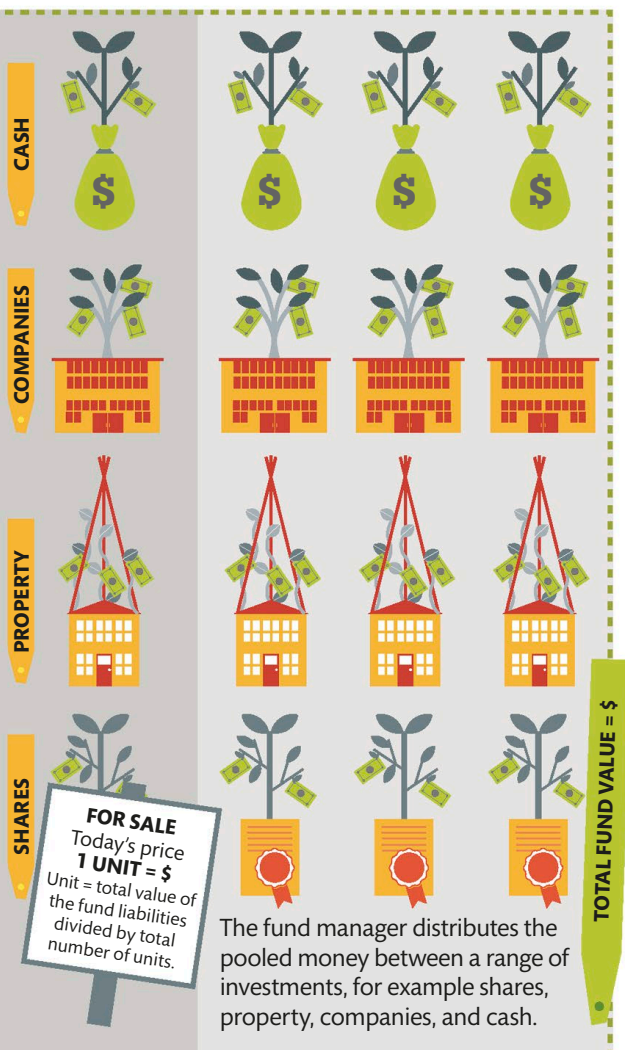 CASH
$ $ $ $
COMPANIES
PROPERTY
SHARES
FOR SALE
Today's price
1 UNIT = $
Unit = total value of
the fund liabilities
divided by total
number of units.
The fund manager distributes the
pooled money between a range of
investments, for example shares,
property, companies, and cash.
TOTAL FUND VALUE = $